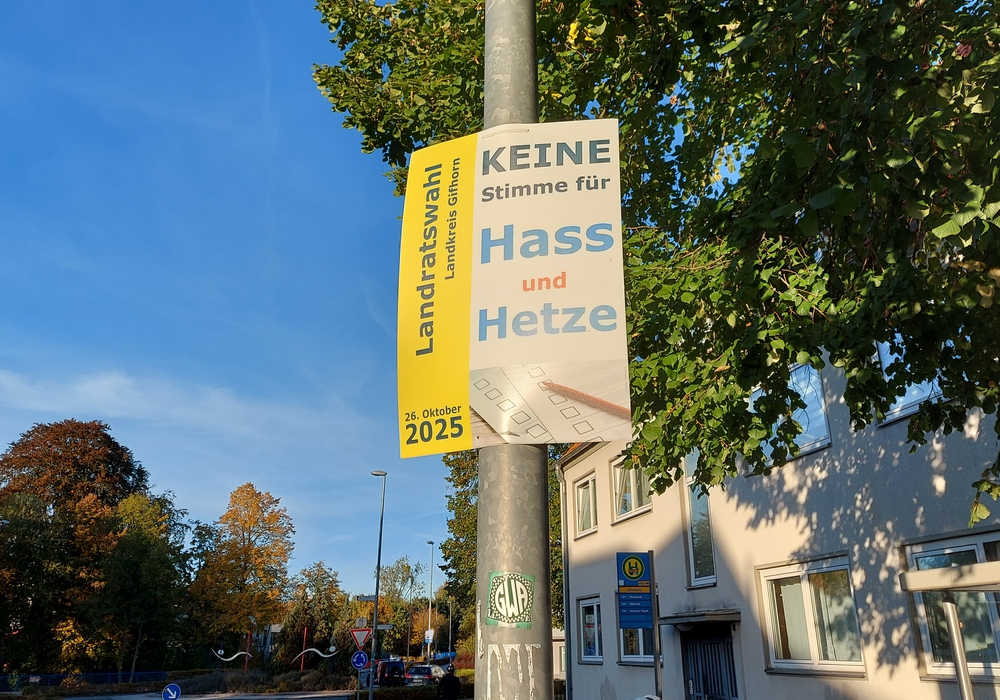 Landratswahl
Landkreis Gifhorn
26. Oktober
2025
KEINE
Stimme für
Hass
und
Hetze
GWA
H